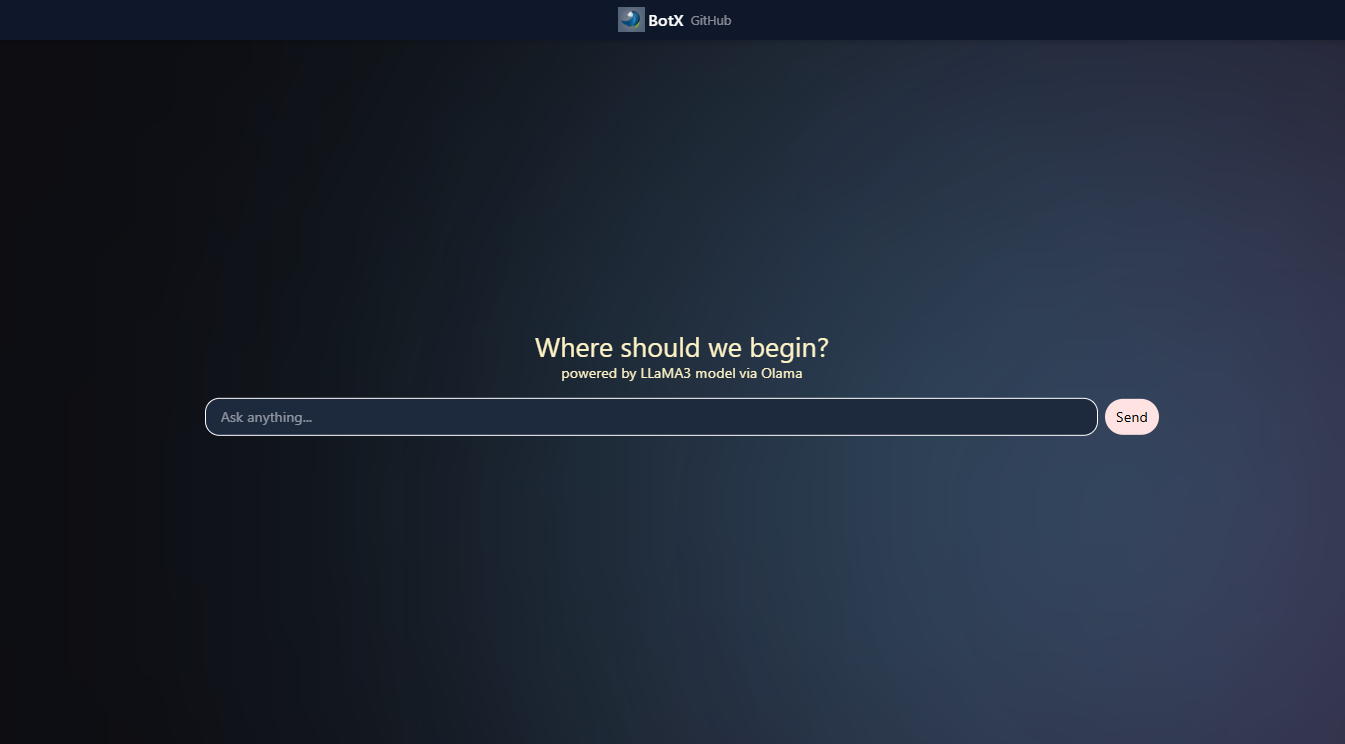 BotX GitHub
Where should we begin?
powered by LLaMA3 model via Olama
Ask anything...
Send